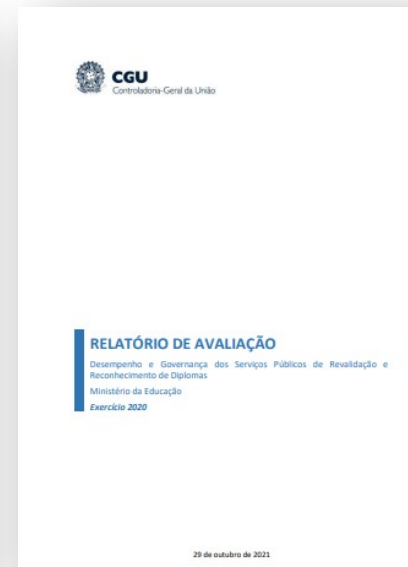 CGU
Controladoria-Geral da União
RELATÓRIO DE AVALIAÇÃO
Desempenho e Governança dos Serviços Públicos de Revalidação e
Reconhecimento de Diplomas
Ministério da Educação
Exercício 2020
29 de outubro de 2021